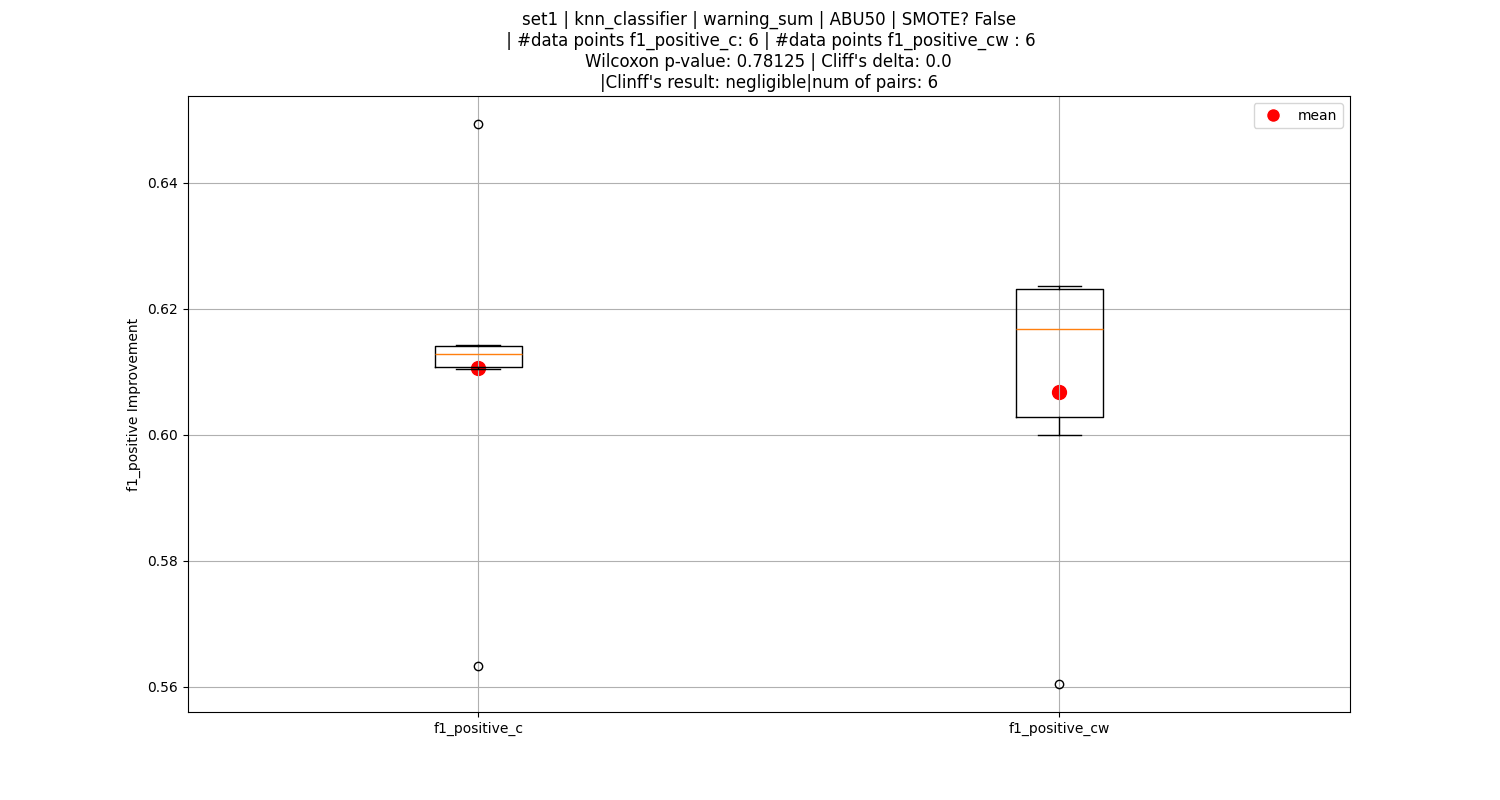 set1 | knn_classifier | warning_sum | ABU50 | SMOTE? False
| #data points f1_positive_c: 6 | #data points f1_positive_cw : 6
Wilcoxon p-value: 0.78125 | Cliff's delta: 0.0
|Clinff's result: negligible|num of pairs: 6
mean
0.64
0.62
0.60
0.58
0.56
f1_positive Improvement
f1_positive_c
f1_positive_cw